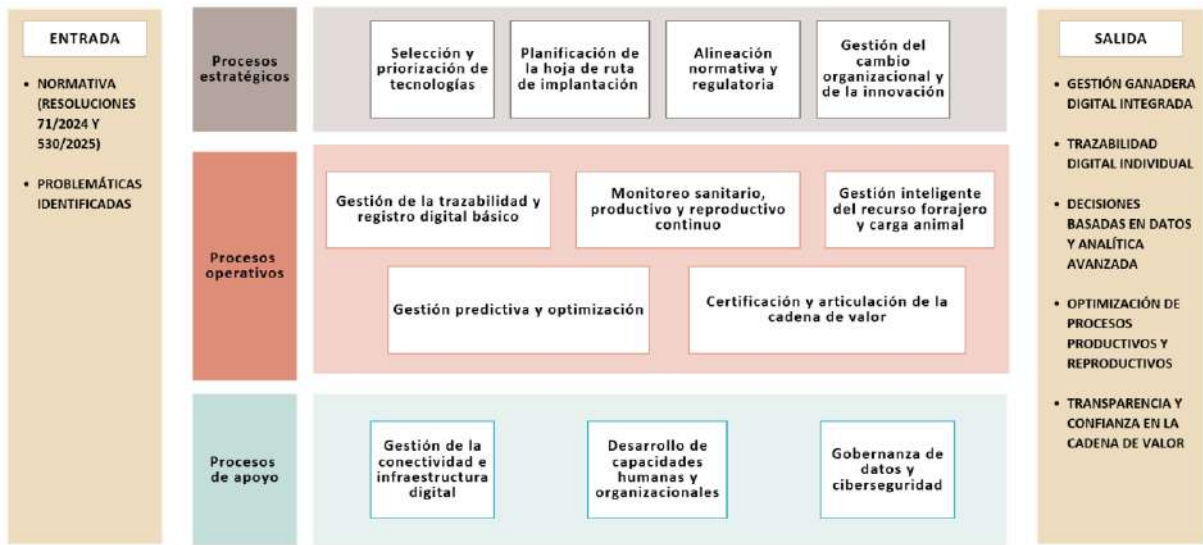 ENTRADA
• NORMATIVA
(RESOLUCIONES
71/2024 Y
530/2025)
• PROBLEMÁTICAS
IDENTIFICADAS
Procesos
estratégicos
Selección y
priorización de
tecnologías
Planificación de
la hoja de ruta
de implantación
Alineación
normativa y
regulatoria
Gestión del
cambio
organizacional y
de la innovación
Procesos
operativos
Gestión de la trazabilidad y
registro digital básico
Monitoreo sanitario,
productivo y reproductivo
continuo
Gestión inteligente
del recurso forrajero
y carga animal
Gestión predictiva y optimización
Certificación y articulación de la
cadena de valor
Procesos
de apoyo
Gestión de la
conectividad e
infraestructura
digital
Desarrollo de
capacidades
humanas y
organizacionales
Gobernanza de
datos y
ciberseguridad
SALIDA
• GESTIÓN GANADERA
DIGITAL INTEGRADA
• TRAZABILIDAD
DIGITAL INDIVIDUAL
• DECISIONES
BASADAS EN DATOS
Y ANALÍTICA
AVANZADA
• OPTIMIZACIÓN DE
PROCESOS
PRODUCTIVOS Y
REPRODUCTIVOS
• TRANSPARENCIA Y
CONFIANZA EN LA
CADENA DE VALOR